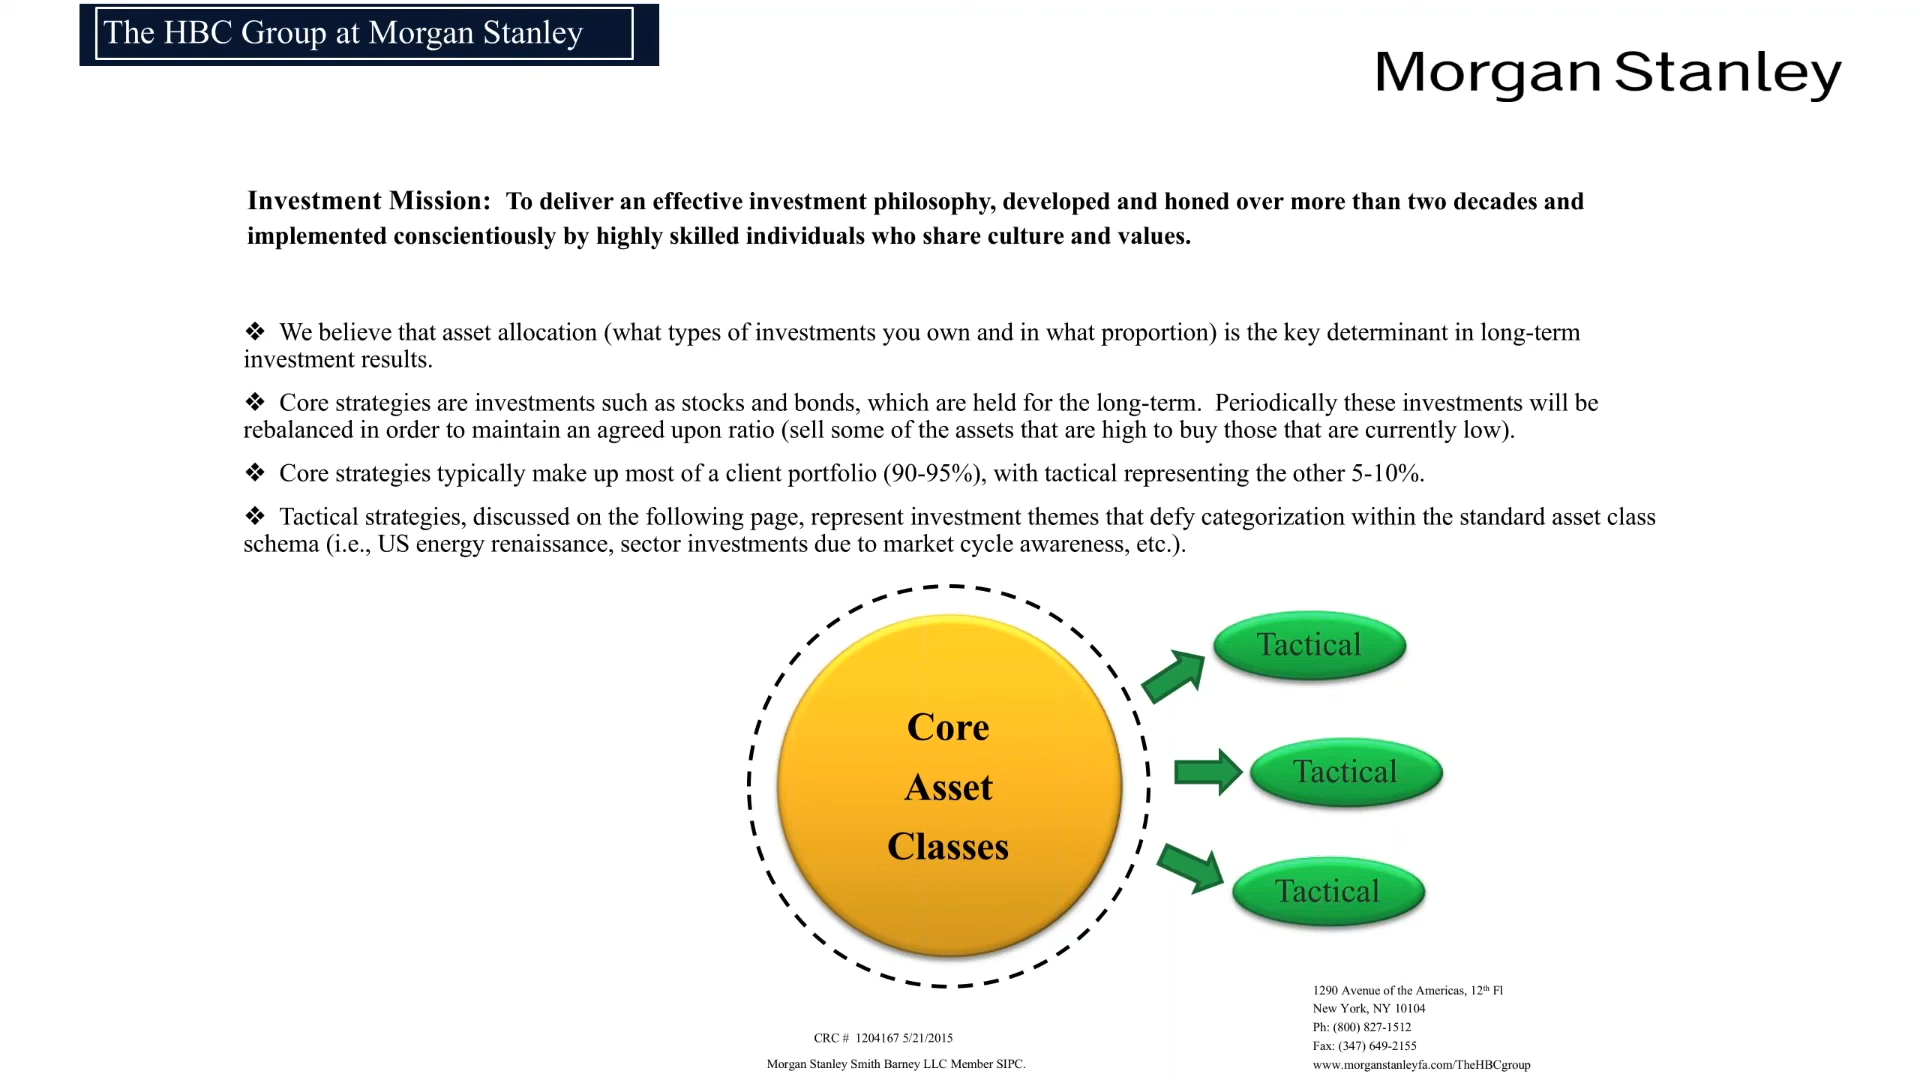 The HBC Group at Morgan Stanley
Morgan Stanley
Investment Mission: To deliver an effective investment philosophy, developed and honed over more than two decades and
implemented conscientiously by highly skilled individuals who share culture and values.
❖ We believe that asset allocation (what types of investments you own and in what proportion) is the key determinant in long-term
investment results.
❖ Core strategies are investments such as stocks and bonds, which are held for the long-term. Periodically these investments will be
rebalanced in order to maintain an agreed upon ratio (sell some of the assets that are high to buy those that are currently low).
❖ Core strategies typically make up most of a client portfolio (90-95%), with tactical representing the other 5-10%.
❖ Tactical strategies, discussed on the following page, represent investment themes that defy categorization within the standard asset class
schema (i.e., US energy renaissance, sector investments due to market cycle awareness, etc.).
Core
Asset
Classes
Tactical
Tactical
Tactical
CRC # 1204167 5/21/2015
Morgan Stanley Smith Barney LLC Member SIPC.
1290 Avenue of the Americas, 12th Fl
New York, NY 10104
Ph: (800) 827-1512
Fax: (347) 649-2155
www.morganstanleyfa.com/TheHBCgroup